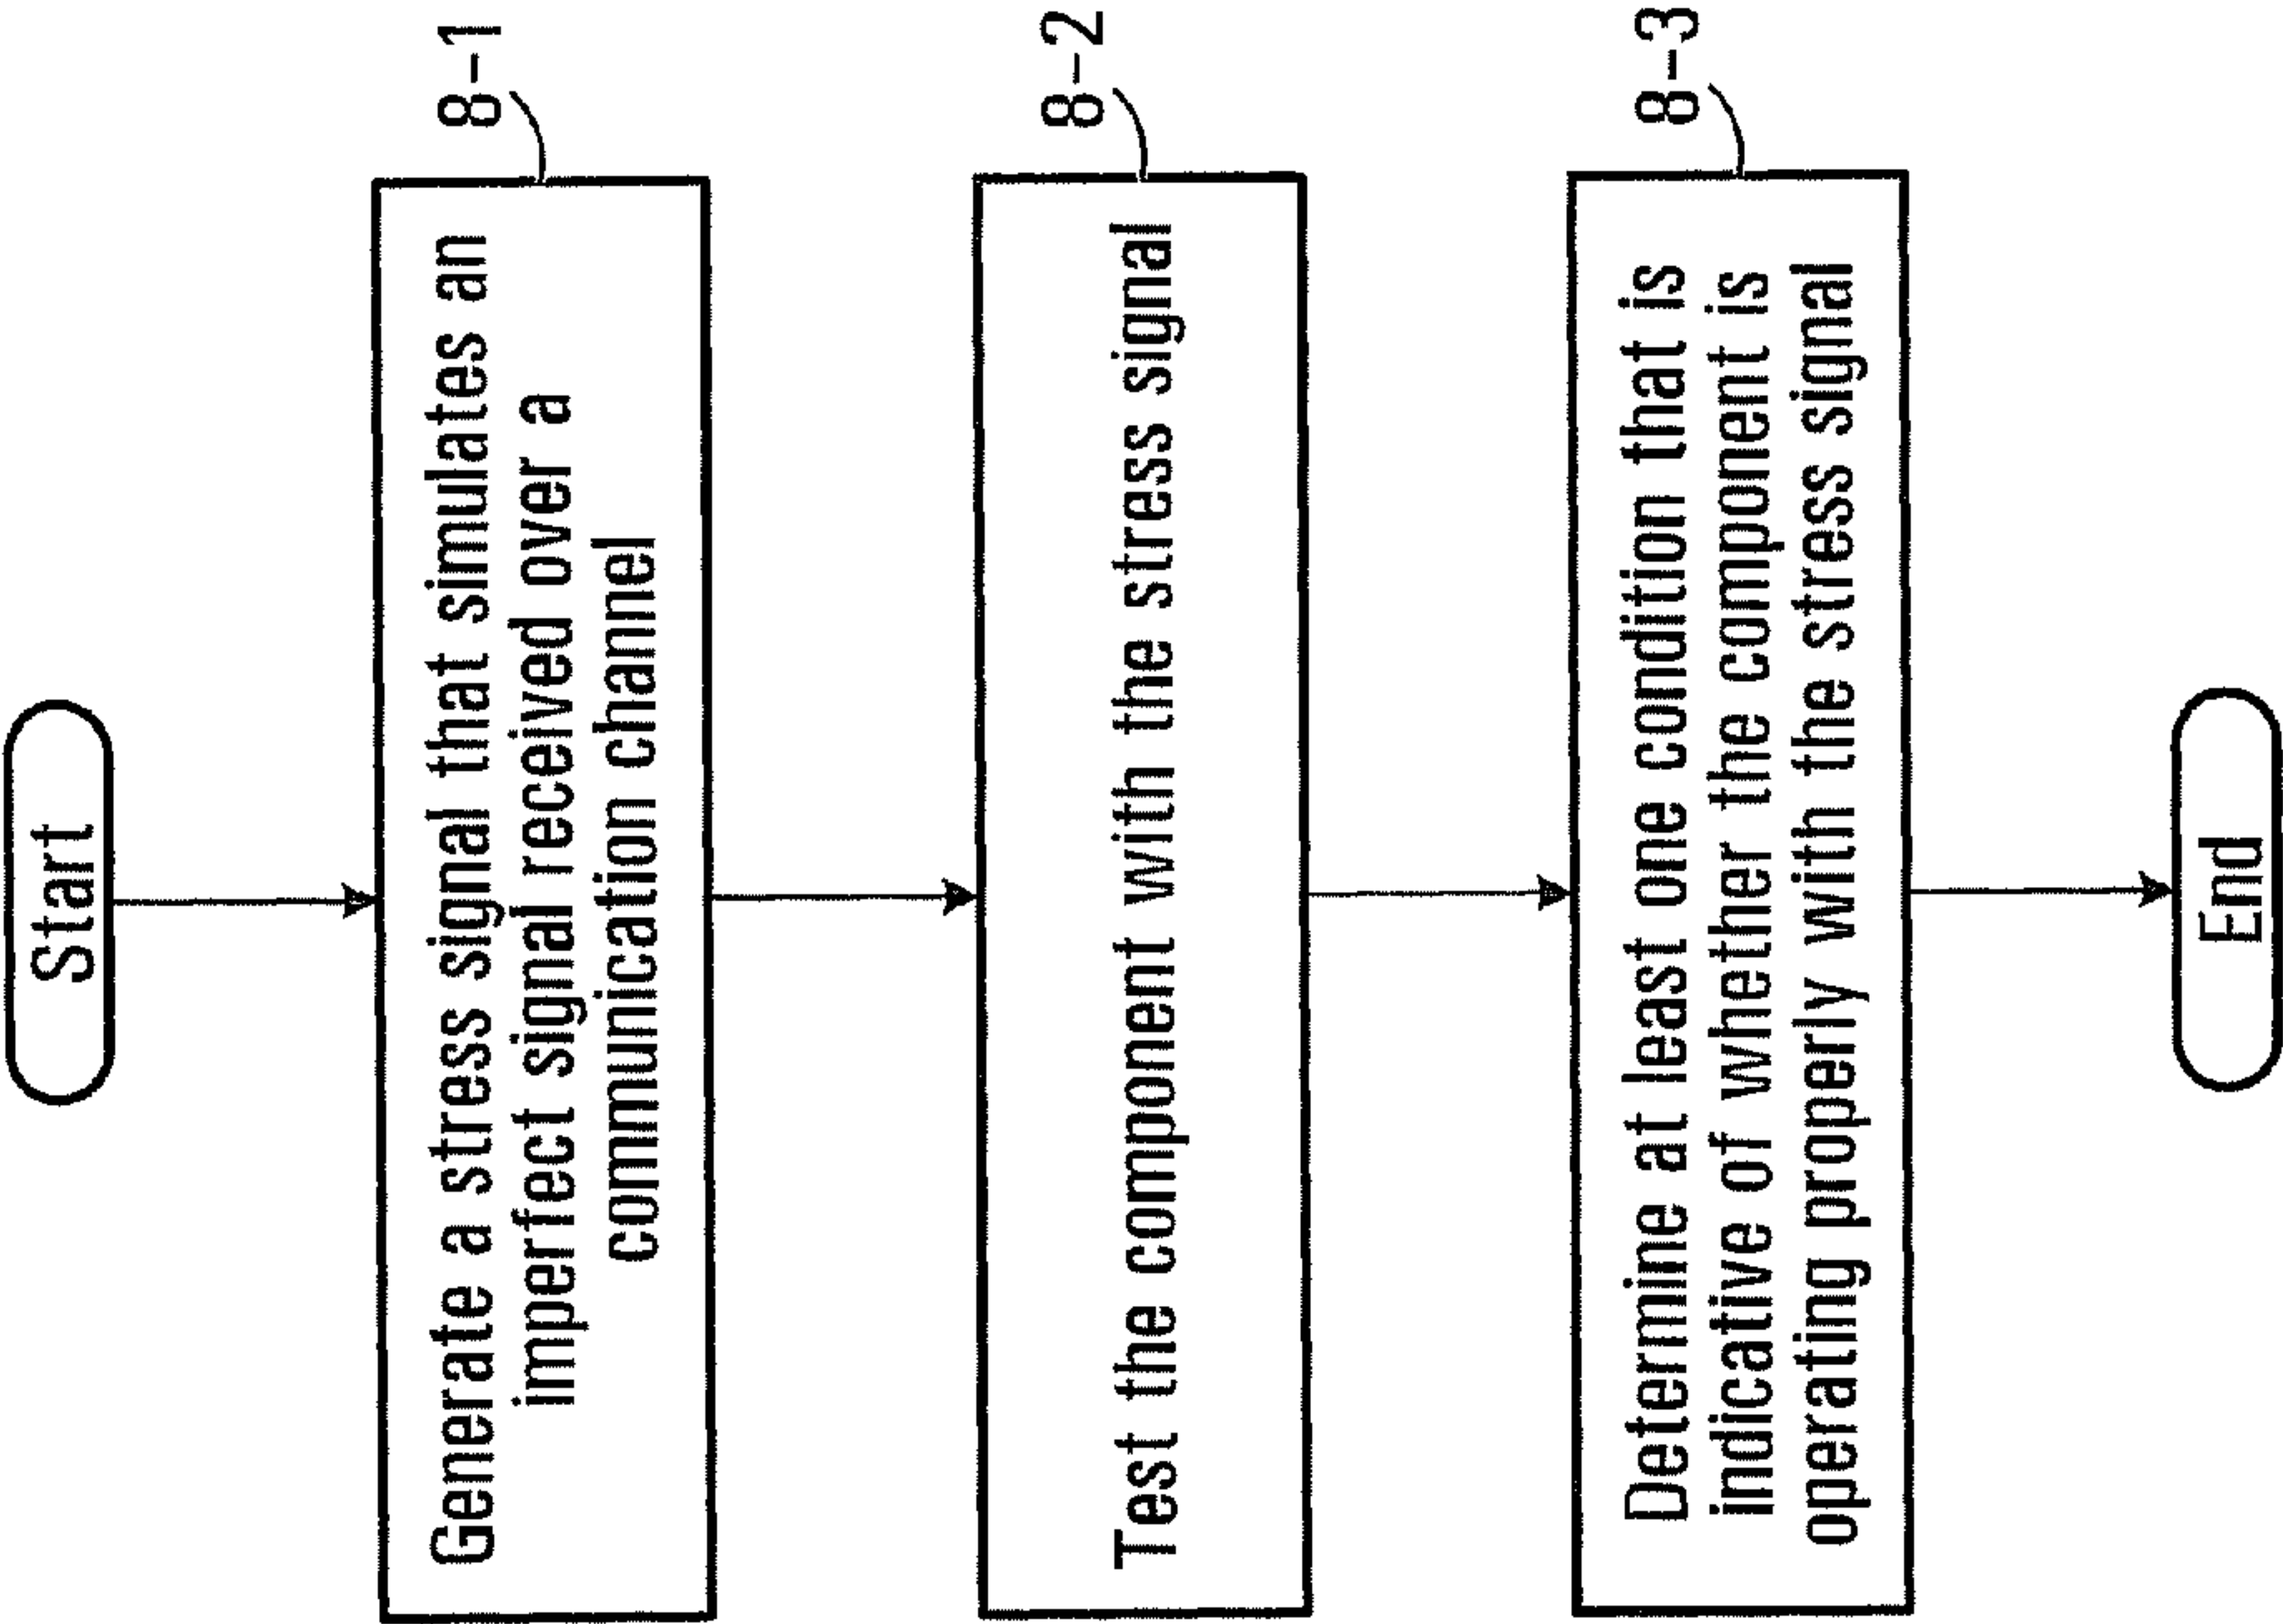 Start
Generate a stress signal that simulates an
imperfect signal received over a
communication channel
8-1
Test the component with the stress signal
8-2
Determine at least one condition that is
indicative of whether the component is
operating properly with the stress signal
8-3
End